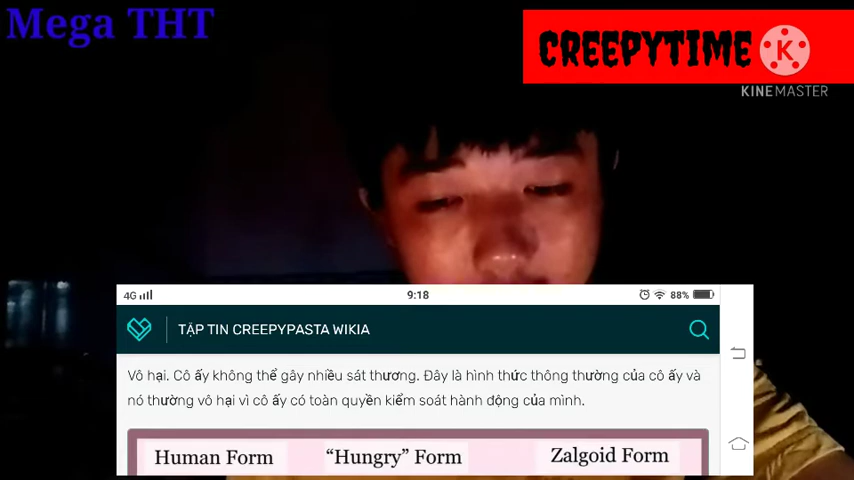 Mega THT
CREEPYTIME
K
KINEMASTER
4G
9:18
88%
TẬP TIN CREEPYPASTA WIKIA
Vô hại. Cô ấy không thể gây nhiều sát thương. Đây là hình thức thông thường của cô ấy và
nó thường vô hại vì cô ấy có toàn quyền kiểm soát hành động của mình.
Human Form
“Hungry” Form
Zalgoid Form